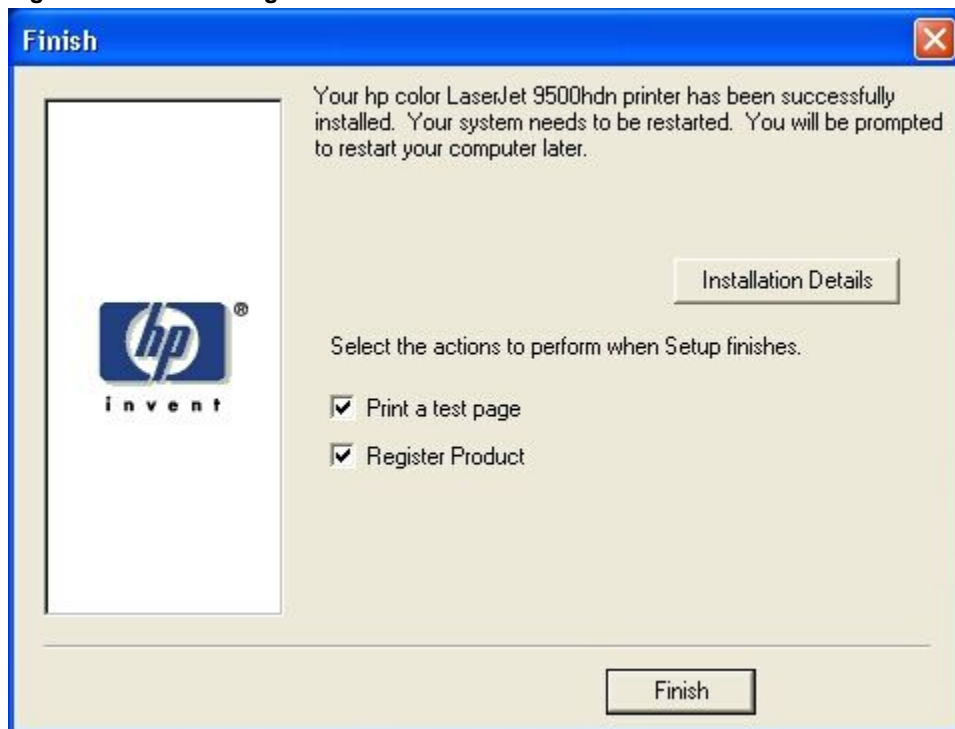 Finish
Your hp color LaserJet 9500hdn printer has been successfully
installed. Your system needs to be restarted. You will be prompted
to restart your computer later.
Installation Details
hp®
invent
Select the actions to perform when Setup finishes.
Print a test page
Register Product
Finish